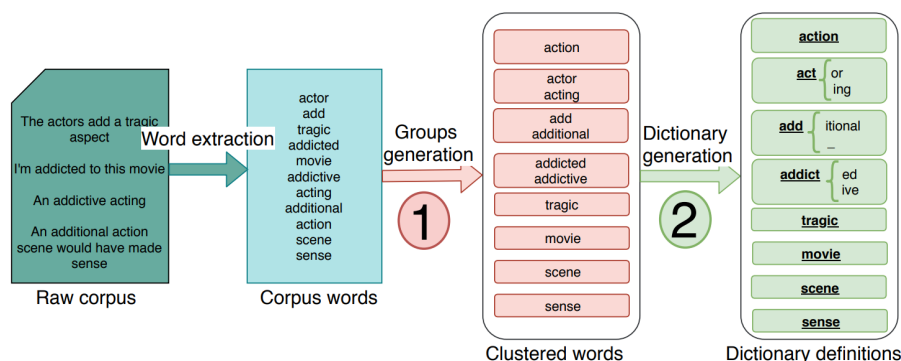 The actors add a tragic
aspect
I'm addicted to this movie
An addictive acting
An additional action
scene would have made
sense
Raw corpus
Word extraction
actor
add
tragic
addicted
movie
addictive
acting
additional
action
scene
sense
Corpus words
Groups
generation
1
action
actor
acting
add
additional
addicted
addictive
tragic
movie
scene
sense
Clustered words
Dictionary
generation
2
action
act { or
ing
add { itional
_
addict { ed
ive
tragic
movie
scene
sense
Dictionary definitions